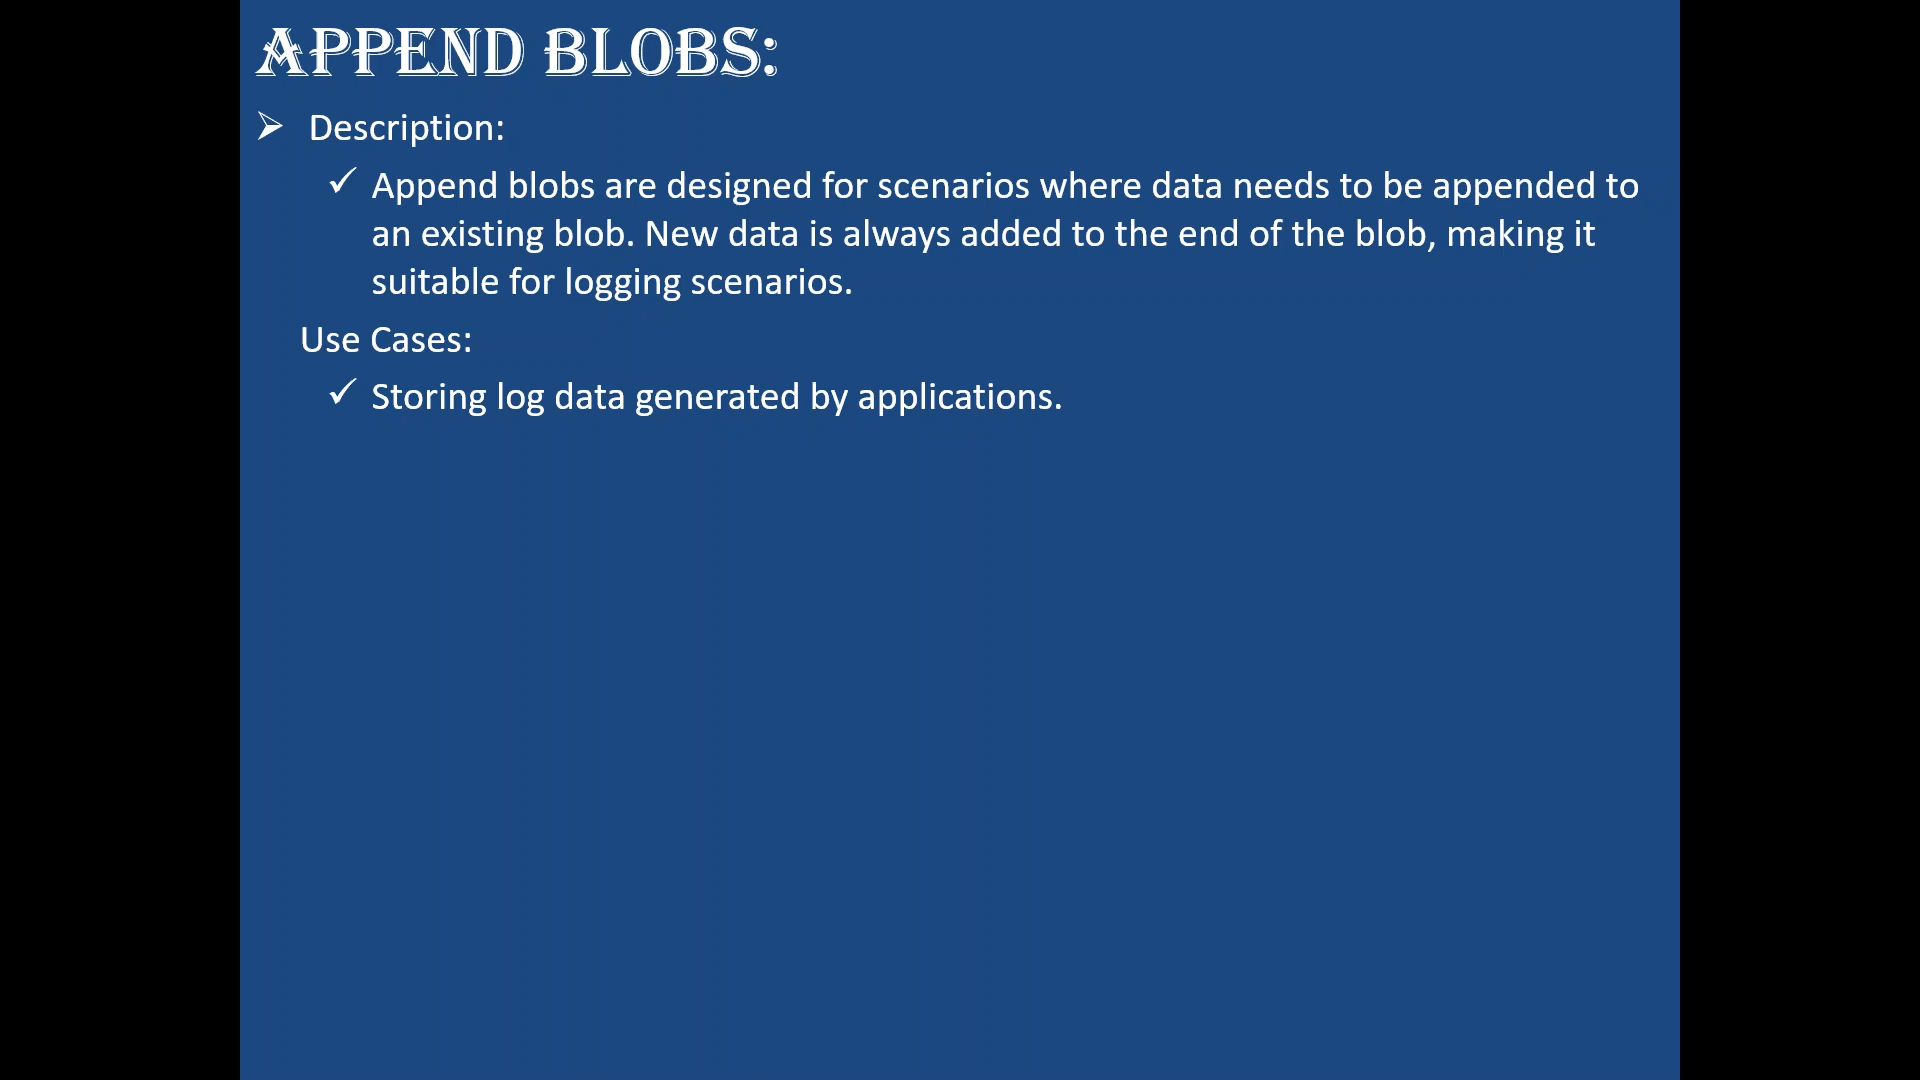 APPEND BLOBS:
➢ Description:
✓ Append blobs are designed for scenarios where data needs to be appended to
an existing blob. New data is always added to the end of the blob, making it
suitable for logging scenarios.
Use Cases:
✓ Storing log data generated by applications.